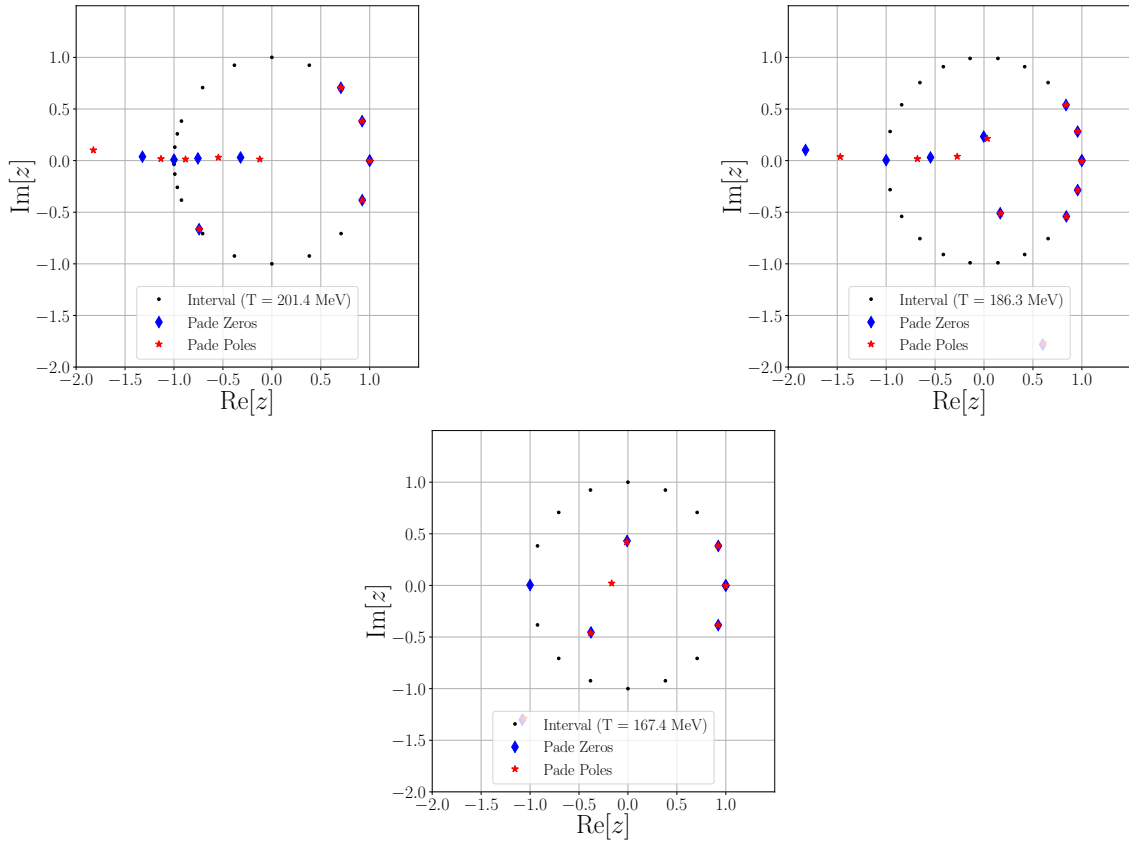 1.0
0.5
0.0
−0.5
−1.0
−1.5
−2.0
Im[z]
Interval (T = 201.4 MeV)
Pade Zeros
Pade Poles
−2.0 −1.5 −1.0 −0.5 0.0 0.5 1.0
Re[z]
1.0
0.5
0.0
−0.5
−1.0
−1.5
−2.0
Im[z]
Interval (T = 186.3 MeV)
Pade Zeros
Pade Poles
−2.0 −1.5 −1.0 −0.5 0.0 0.5 1.0
Re[z]
1.0
0.5
0.0
−0.5
−1.0
−1.5
−2.0
Im[z]
Interval (T = 167.4 MeV)
Pade Zeros
Pade Poles
−2.0 −1.5 −1.0 −0.5 0.0 0.5 1.0
Re[z]